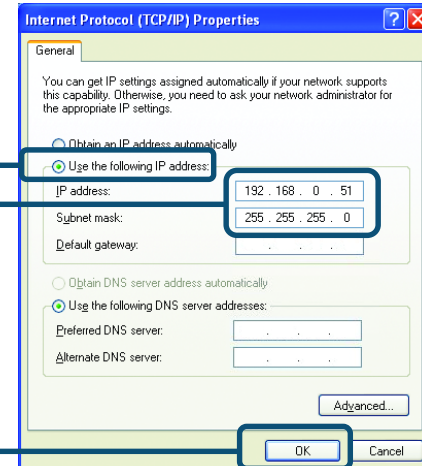 Internet Protocol (TCP/IP) Properties
General
You can get IP settings assigned automatically if your network supports
this capability. Otherwise, you need to ask your network administrator for
the appropriate IP settings.
Obtain an IP address automatically
Use the following IP address:
IP address: 192 . 168 . 0 . 51
Subnet mask: 255 . 255 . 255 . 0
Default gateway: . . .
Obtain DNS server address automatically
Use the following DNS server addresses:
Preferred DNS server: . . .
Alternate DNS server: . . .
Advanced...
OK Cancel